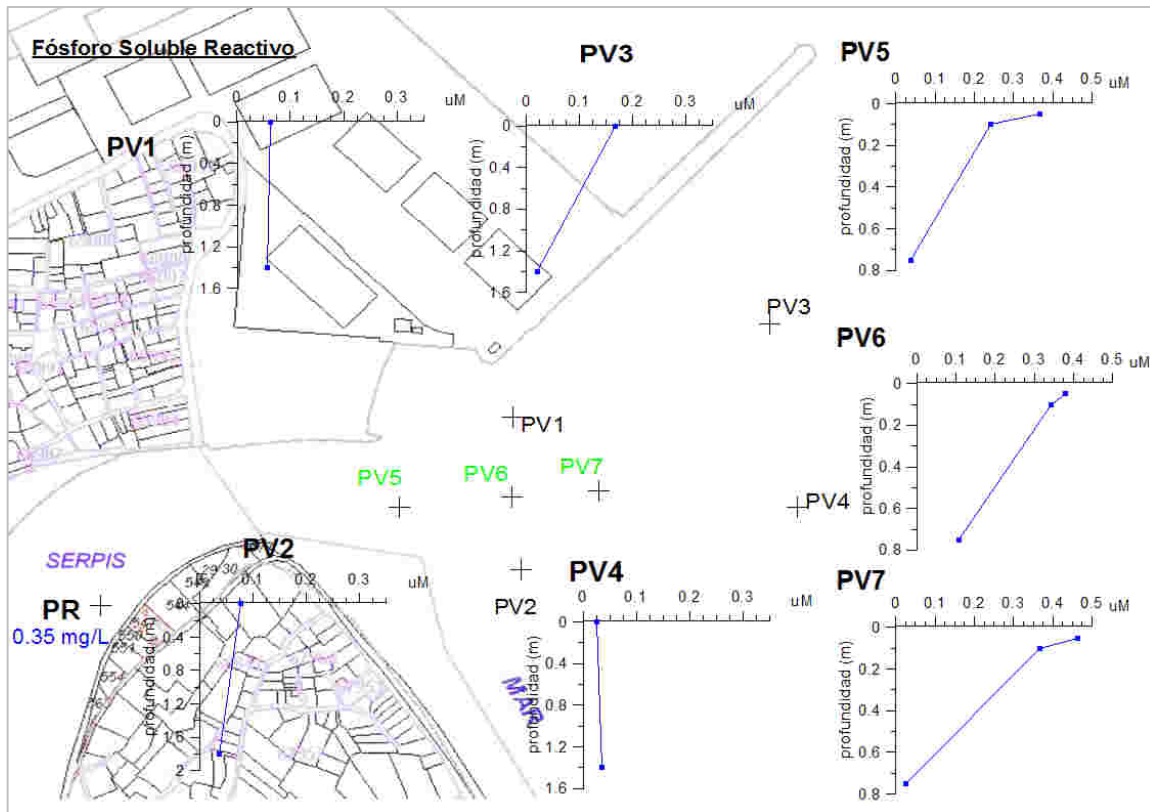 Fósforo Soluble Reactivo
PV1
0 0.1 0.2 0.3 uM
profundidad (m)
0
0.4
0.8
1.2
1.6
PV3
0 0.1 0.2 0.3 uM
profundidad (m)
0
0.4
0.8
1.2
1.6
PV5
0 0.1 0.2 0.3 0.4 0.5
uM
profundidad (m)
0
0.2
0.4
0.6
0.8
PV6
0 0.1 0.2 0.3 0.4 0.5 uM
profundidad (m)
0
0.2
0.4
0.6
0.8
PV3
PV1
PV5
PV6
PV7
PV4
PV2
SERPIS
PR
0.35 mg/L
MAR
PV2
0.1 0.2 0.3 uM
profundidad (m)
0.4
0.8
1.2
1.6
2
PV4
0 0.1 0.2 0.3 uM
profundidad (m)
0
0.4
0.8
1.2
1.6
PV7
0 0.1 0.2 0.3 0.4 0.5 uM
profundidad (m)
0
0.2
0.4
0.6
0.8